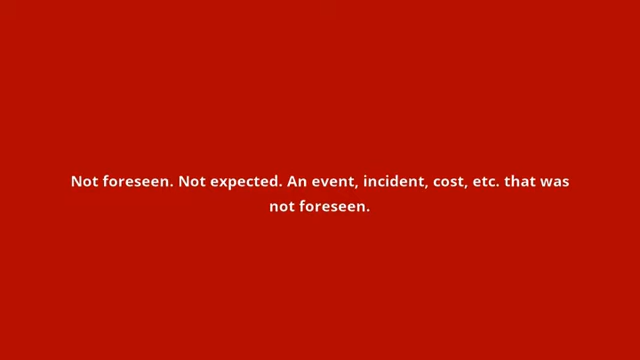 Not foreseen. Not expected. An event, incident, cost, etc. that was
not foreseen.